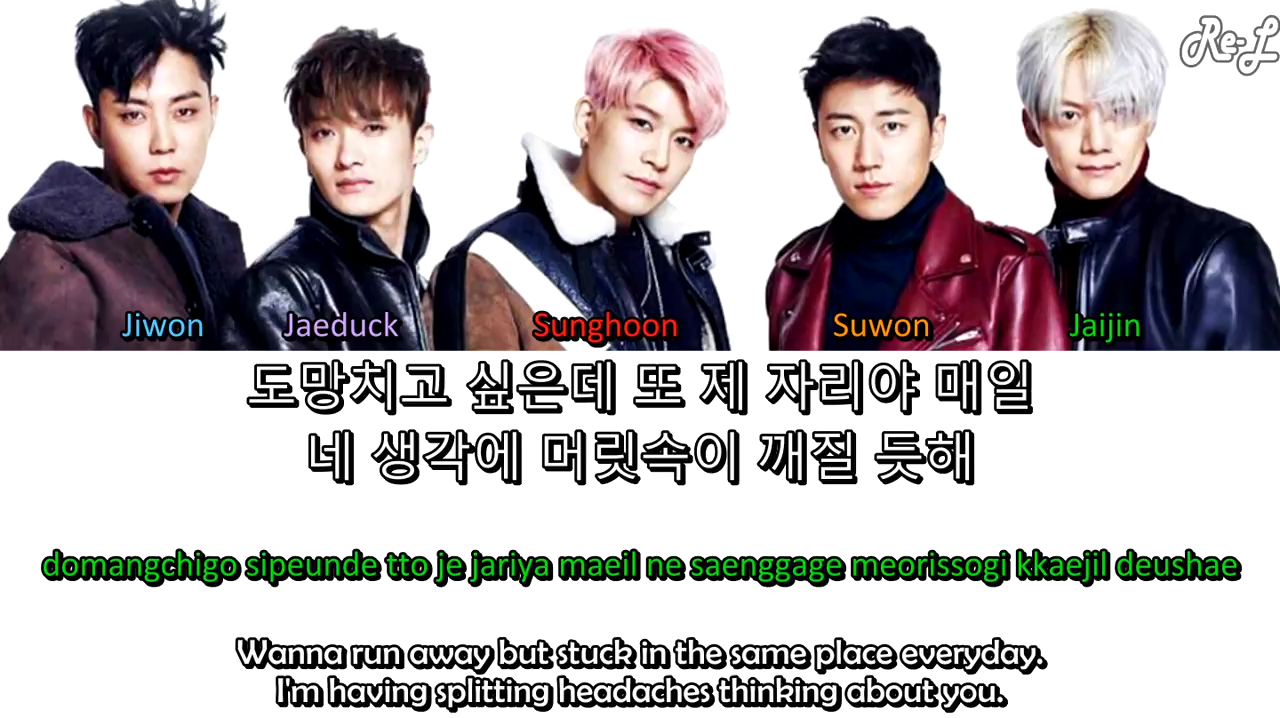 Re-L
Jiwon Jaeduck Sunghoon Suwon Jaijin
도망치고 싶은데 또 제 자리야 매일
네 생각에 머릿속이 깨질 듯해
domangchigo sipeunde tto je jariya maeil ne saenggage meorissogi kkaejil deushae
Wanna run away but stuck in the same place everyday.
I'm having splitting headaches thinking about you.